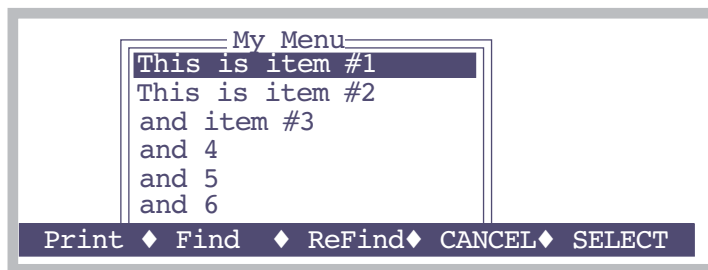 My Menu
This is item #1
This is item #2
and item #3
and 4
and 5
and 6
Print ♦ Find ♦ ReFind♦ CANCEL♦ SELECT